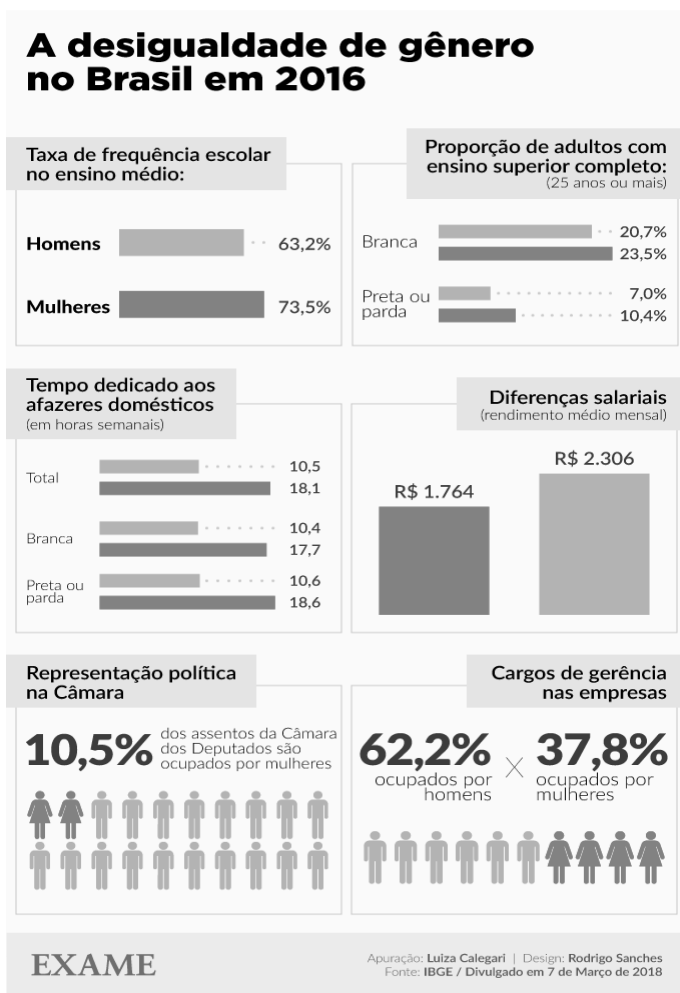 A desigualdade de gênero
no Brasil em 2016
Taxa de frequência escolar
no ensino médio:
Homens
63,2%
Mulheres
73,5%
Proporção de adultos com
ensino superior completo:
(25 anos ou mais)
Branca
20,7%
23,5%
Preta ou
parda
7,0%
10,4%
Tempo dedicado aos
afazeres domésticos
(em horas semanais)
Total
10,5
18,1
Branca
10,4
17,7
Preta ou
parda
10,6
18,6
Diferenças salariais
(rendimento médio mensal)
R$ 1.764
R$ 2.306
Representação política
na Câmara
10,5%
dos assentos da Câmara
dos Deputados são
ocupados por mulheres
Cargos de gerência
nas empresas
62,2%
ocupados por
homens
X
37,8%
ocupados por
mulheres
EXAME
Apuração: Luiza Calegari | Design: Rodrigo Sanches
Fonte: IBGE / Divulgado em 7 de Março de 2018